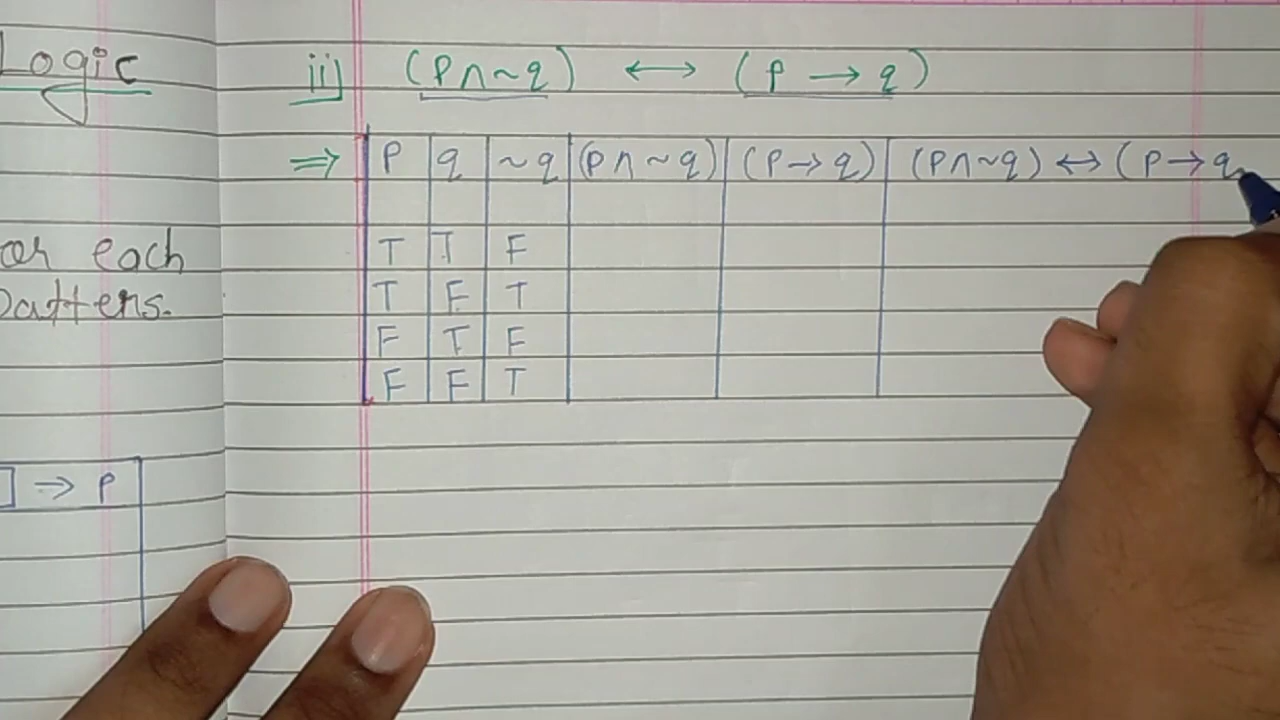 Logic
or each
patters.
] → P
ii) (P ∩ ~ q) ↔ (P → q)
⇒ P q ~q (P ∩ ~q) (P → q) (P ∩ ~q) ↔ (P → q
T T F
T F T
F T F
F F T